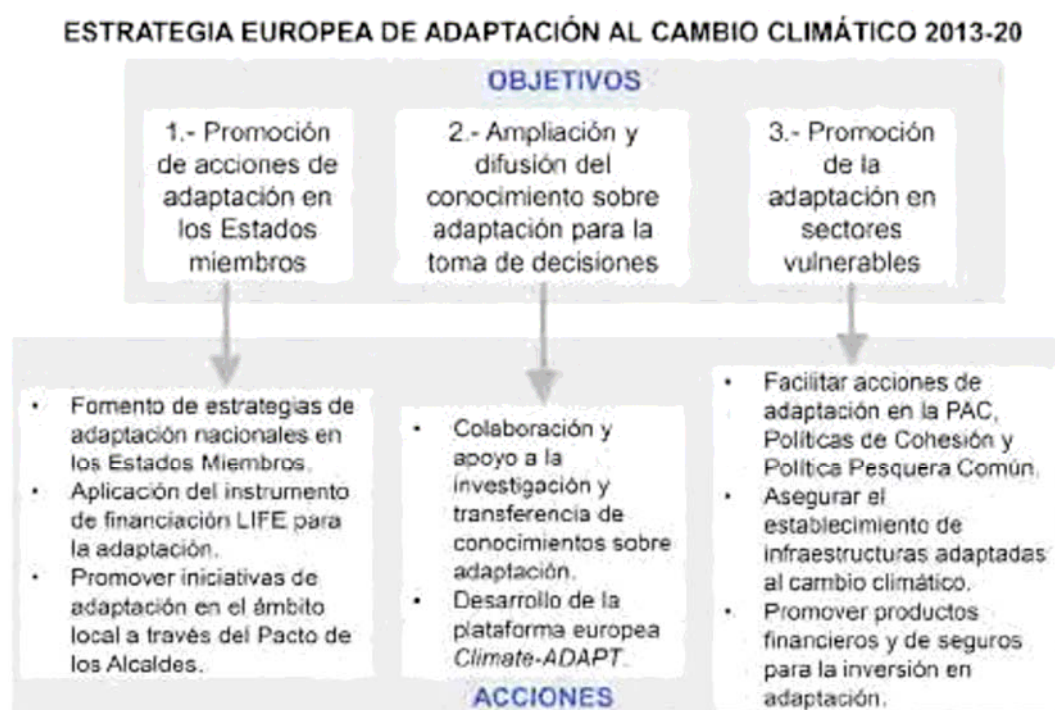 ESTRATEGIA EUROPEA DE ADAPTACIÓN AL CAMBIO CLIMÁTICO 2013-20
OBJETIVOS
1.- Promoción
de acciones de
adaptación en
los Estados
miembros
2.- Ampliación y
difusión del
conocimiento sobre
adaptación para la
toma de decisiones
3.- Promoción
de la
adaptación en
sectores
vulnerables
• Fomento de estrategias de
adaptación nacionales en
los Estados Miembros.
• Aplicación del instrumento
de financiación LIFE para
la adaptación.
• Promover iniciativas de
adaptación en el ámbito
local a través del Pacto de
los Alcaldes.
• Colaboración y
apoyo a la
investigación y
transferencia de
conocimientos sobre
adaptación.
• Desarrollo de la
plataforma europea
Climate-ADAPT.
• Facilitar acciones de
adaptación en la PAC,
Políticas de Cohesión y
Política Pesquera Común.
• Asegurar el
establecimiento de
infraestructuras adaptadas
al cambio climático.
• Promover productos
financieros y de seguros
para la inversión en
adaptación.
ACCIONES